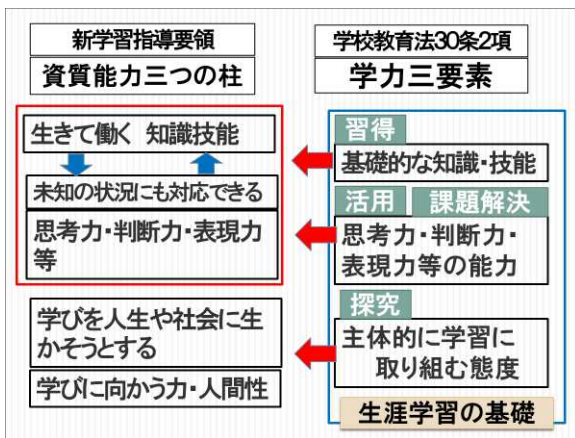 新学習指導要領
資質能力三つの柱
生きて働く 知識技能
未知の状況にも対応できる
思考力・判断力・表現力
等
学びを人生や社会に生
かそうとする
学びに向かう力・人間性
学校教育法30条2項
学力三要素
習得
基礎的な知識・技能
活用 課題解決
思考力・判断力・
表現力等の能力
探究
主体的に学習に
取り組む態度
生涯学習の基礎